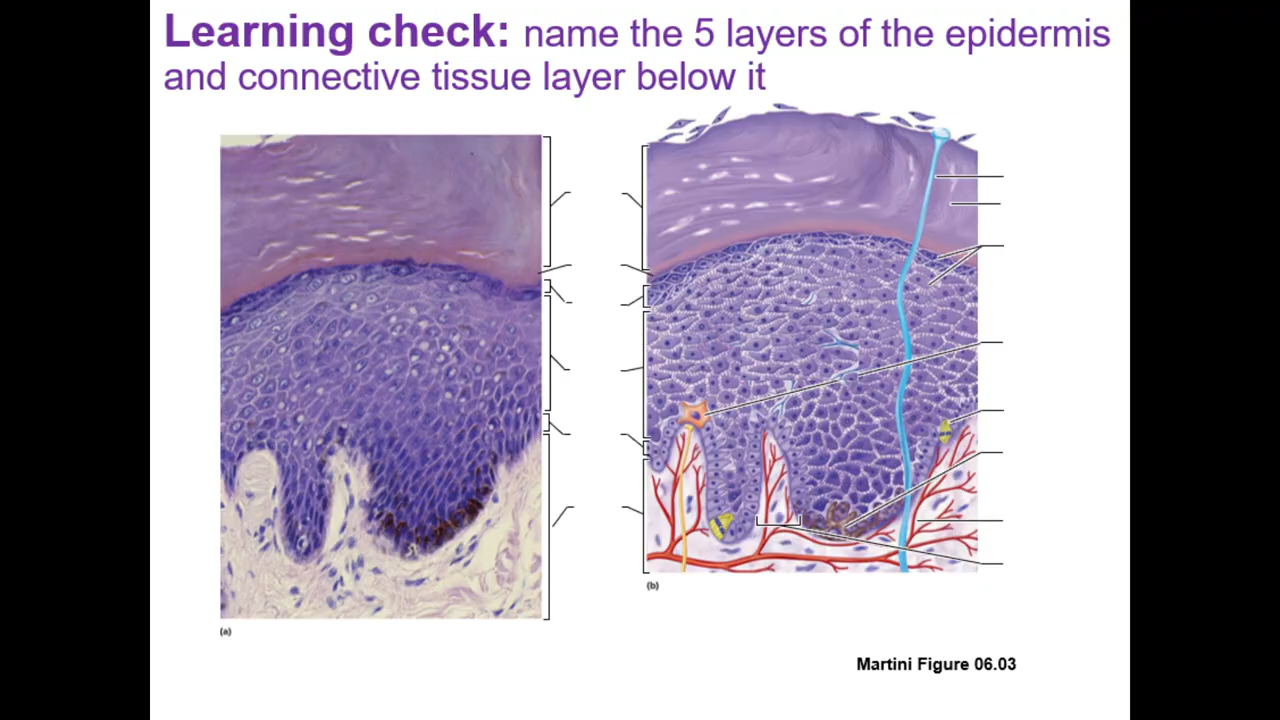 Learning check: name the 5 layers of the epidermis
and connective tissue layer below it
(a)
(b)
Martini Figure 06.03